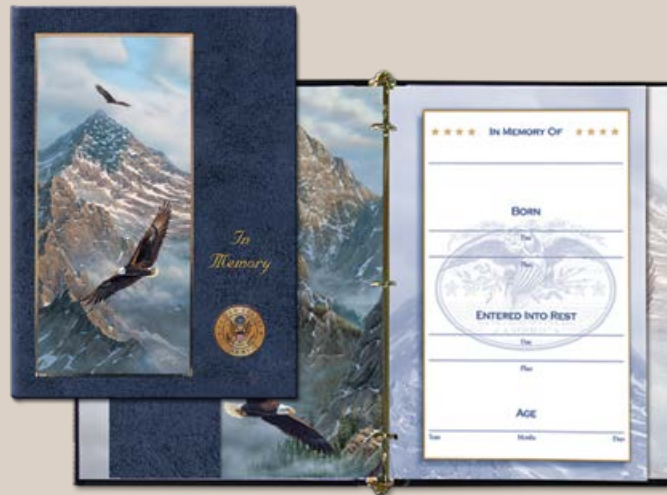 In
Memory
★★★★ IN MEMORY OF ★★★★
BORN
Date
Place
ENTERED INTO REST
Date
Place
AGE
Years Months Days